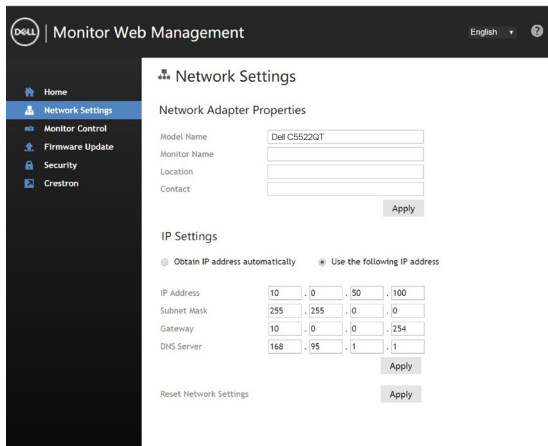 DELL | Monitor Web Management
English ▼ ?
Home
Network Settings
Monitor Control
Firmware Update
Security
Crestron
Network Settings
Network Adapter Properties
Model Name Dell C5522QT
Monitor Name
Location
Contact
Apply
IP Settings
Obtain IP address automatically Use the following IP address
IP Address 10 . 0 . 50 . 100
Subnet Mask 255 . 255 . 0 . 0
Gateway 10 . 0 . 0 . 254
DNS Server 168 . 95 . 1 . 1
Apply
Reset Network Settings Apply